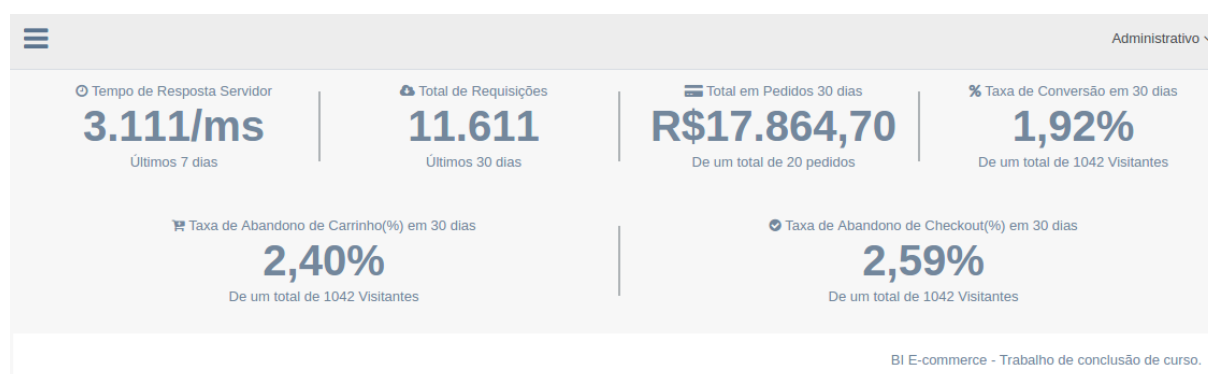 Administrativo
Tempo de Resposta Servidor
3.111/ms
Últimos 7 dias
Total de Requisições
11.611
Últimos 30 dias
Total em Pedidos 30 dias
R$17.864,70
De um total de 20 pedidos
% Taxa de Conversão em 30 dias
1,92%
De um total de 1042 Visitantes
Taxa de Abandono de Carrinho(%) em 30 dias
2,40%
De um total de 1042 Visitantes
Taxa de Abandono de Checkout(%) em 30 dias
2,59%
De um total de 1042 Visitantes
BI E-commerce - Trabalho de conclusão de curso.